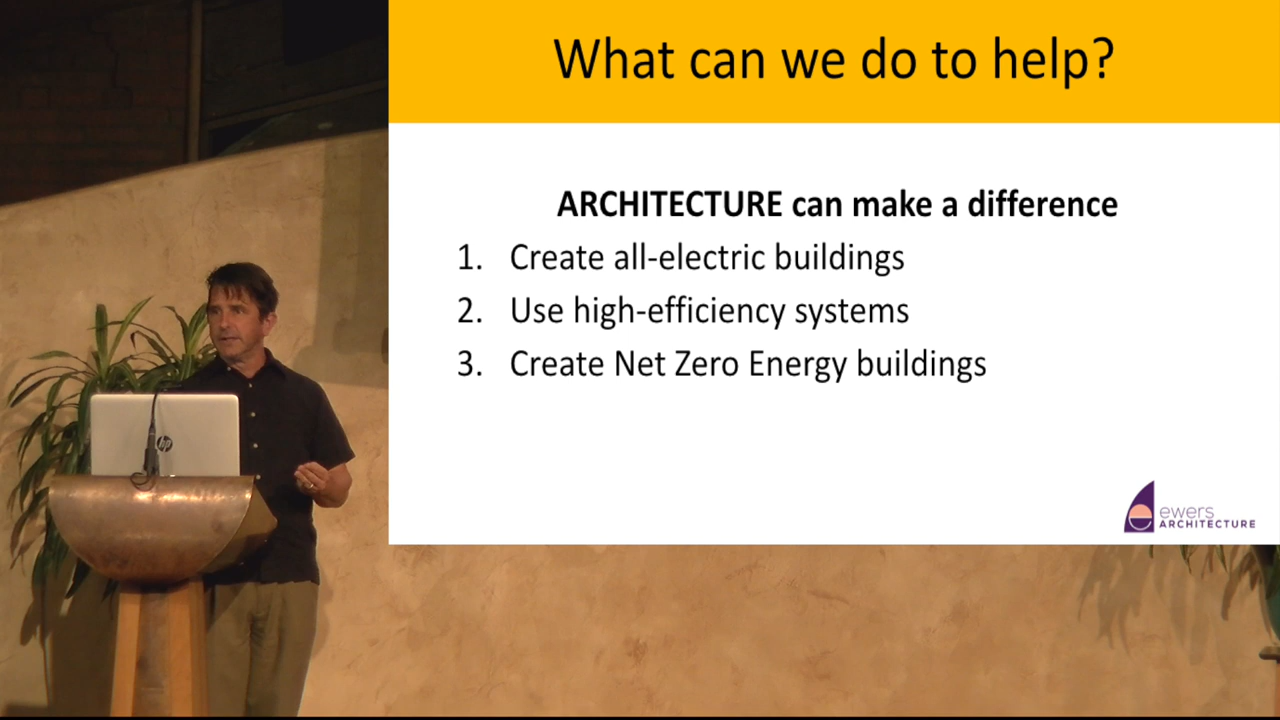 What can we do to help?
ARCHITECTURE can make a difference
1. Create all-electric buildings
2. Use high-efficiency systems
3. Create Net Zero Energy buildings
ewers
ARCHITECTURE
hp